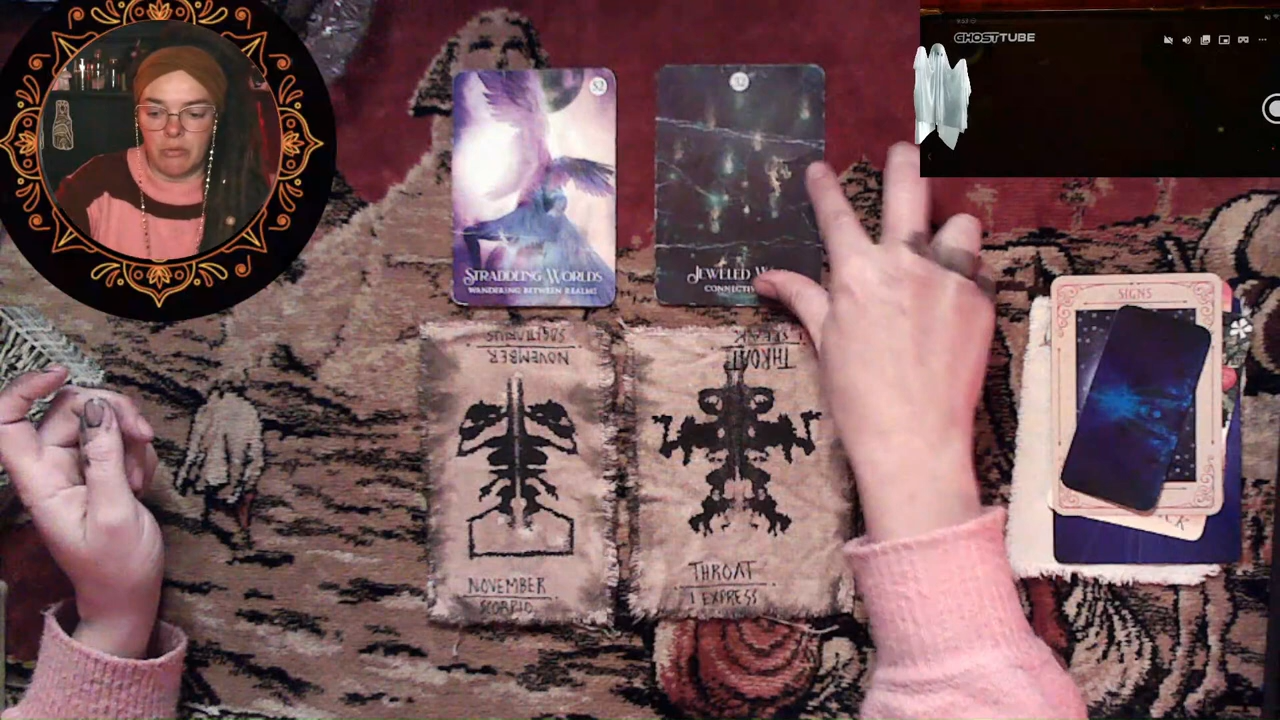 GHOSTTUBE
STRADDLING WORLDS
WANDERING BETWEEN REALMS
JEWELED
SIGNS
SAGITTARIUS
NOVEMBER
THROAT
NOVEMBER
SCORPIO
THROAT
I EXPRESS